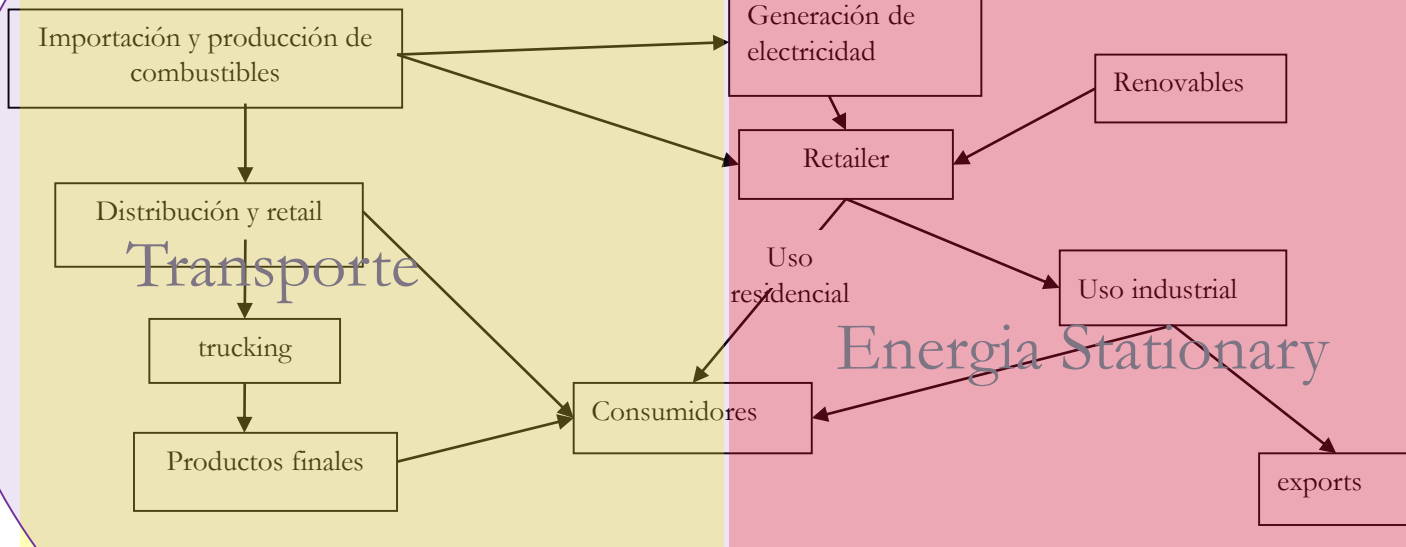 Importación y producción de
combustibles
Generación de
electricidad
Renovables
Retailer
Distribución y retail
Transporte
Uso
residencial
Uso industrial
trucking
Energia Stationary
Consumidores
Productos finales
exports